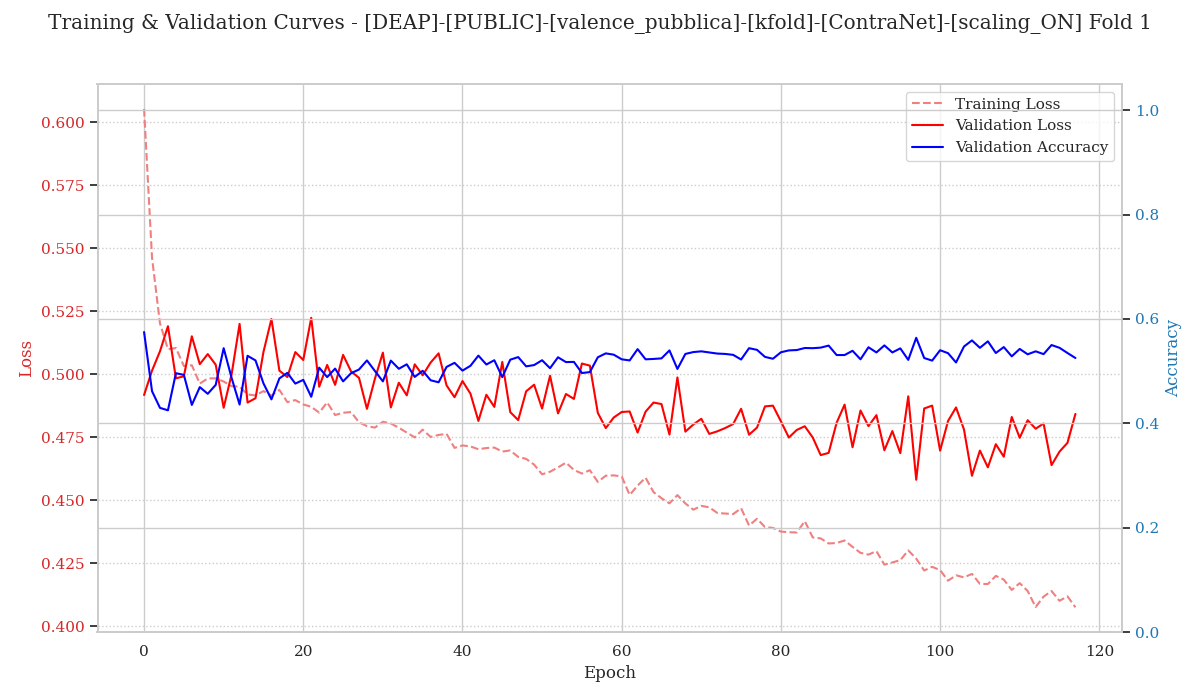 Training & Validation Curves - [DEAP]-[PUBLIC]-[valence_pubblica]-[kfold]-[ContraNet]-[scaling_ON] Fold 1
Training Loss
Validation Loss
Validation Accuracy
Loss
0.600
0.575
0.550
0.525
0.500
0.475
0.450
0.425
0.400
1.0
0.8
0.6
0.4
0.2
0.0
Accuracy
0 20 40 60 80 100 120
Epoch